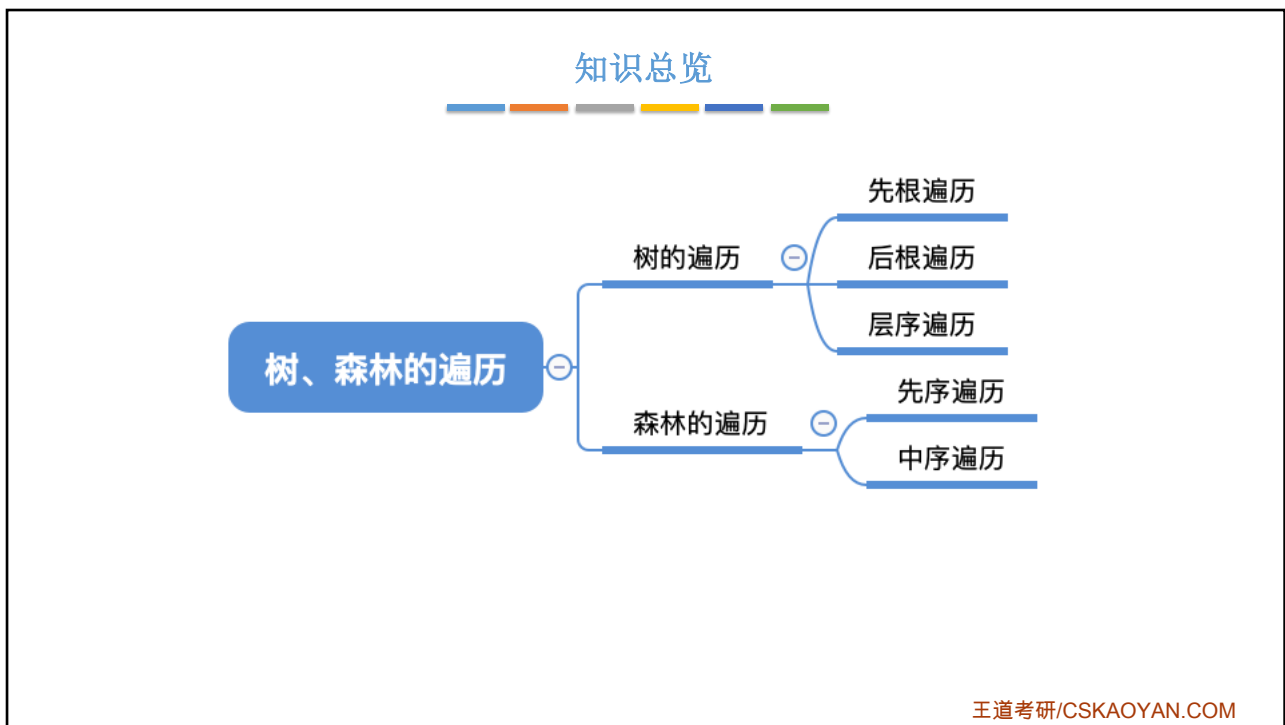 知识总览
树、森林的遍历
树的遍历
先根遍历
后根遍历
层序遍历
森林的遍历
先序遍历
中序遍历
王道考研/CSKAOYAN.COM